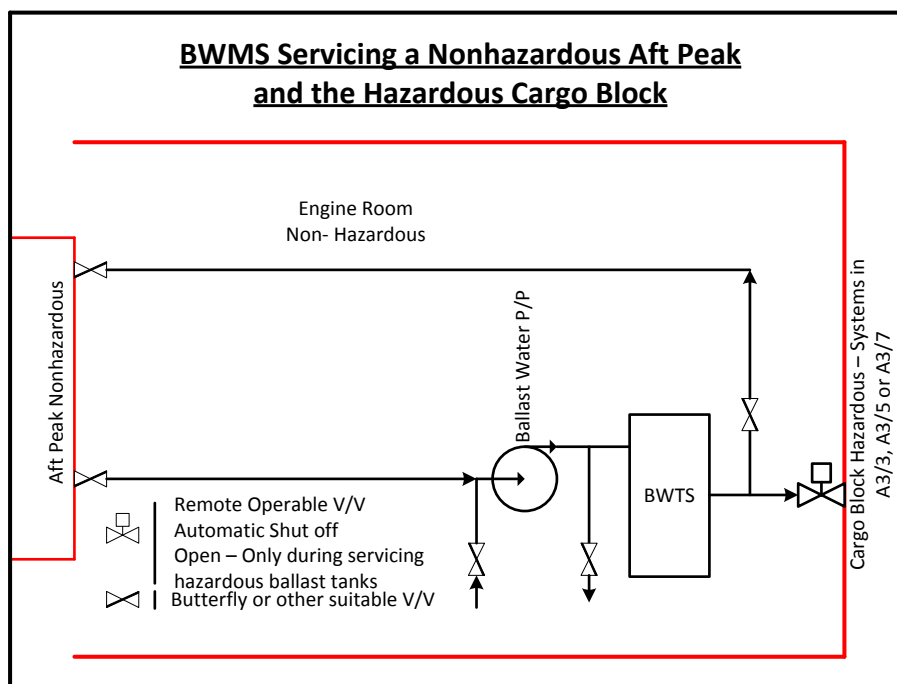 BWMS Servicing a Nonhazardous Aft Peak
and the Hazardous Cargo Block
Engine Room
Non- Hazardous
Aft Peak Nonhazardous
Ballast Water P/P
BWTS
Cargo Block Hazardous – Systems in
A3/3, A3/5 or A3/7
Remote Operable V/V
Automatic Shut off
Open – Only during servicing
hazardous ballast tanks
Butterfly or other suitable V/V